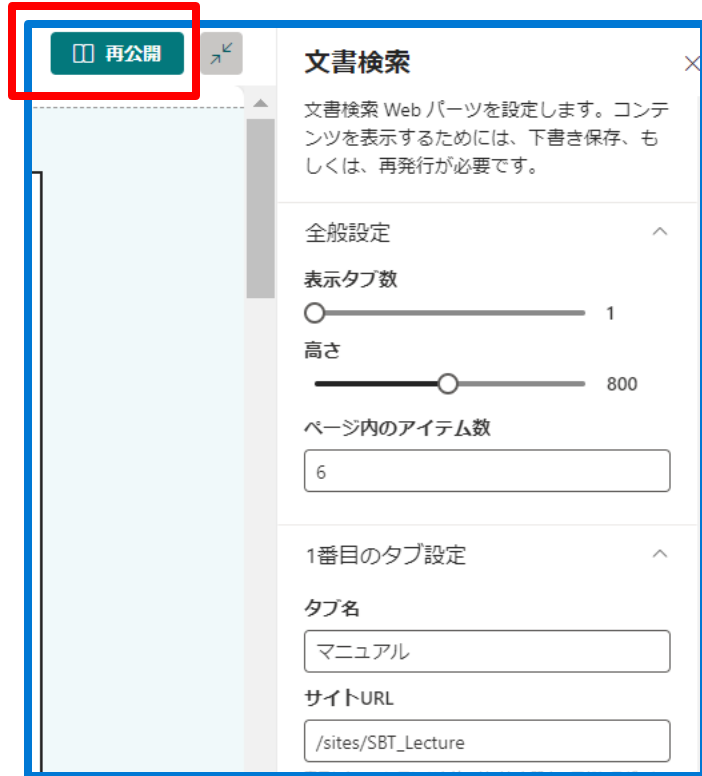 再公開
文書検索
文書検索 Web パーツを設定します。コンテ
ンツを表示するためには、下書き保存、も
しくは、再発行が必要です。
全般設定
表示タブ数
1
高さ
800
ページ内のアイテム数
6
1番目のタブ設定
タブ名
マニュアル
サイトURL
/sites/SBT_Lecture